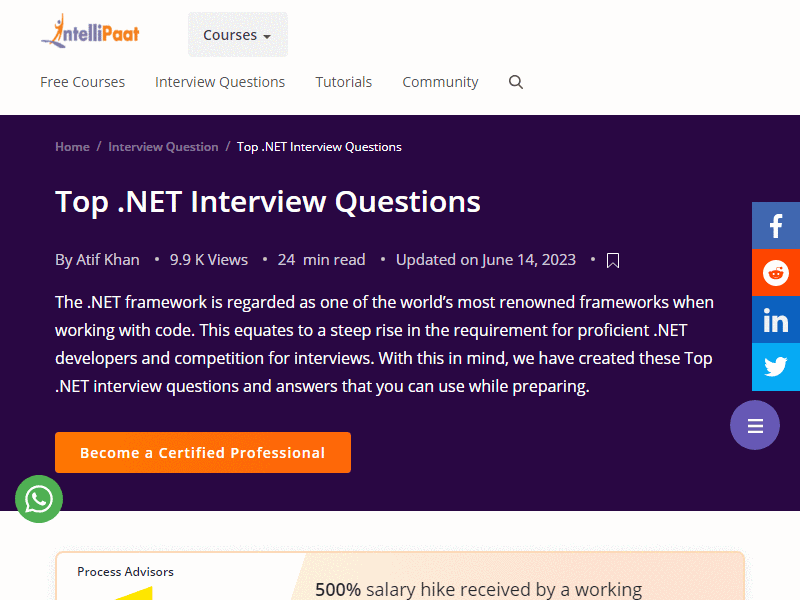 intelliPaat
Courses
Free Courses Interview Questions Tutorials Community
Home / Interview Question / Top .NET Interview Questions
Top .NET Interview Questions
By Atif Khan • 9.9 K Views • 24 min read • Updated on June 14, 2023 •
The .NET framework is regarded as one of the world’s most renowned frameworks when
working with code. This equates to a steep rise in the requirement for proficient .NET
developers and competition for interviews. With this in mind, we have created these Top
.NET interview questions and answers that you can use while preparing.
Become a Certified Professional
Process Advisors
500% salary hike received by a working